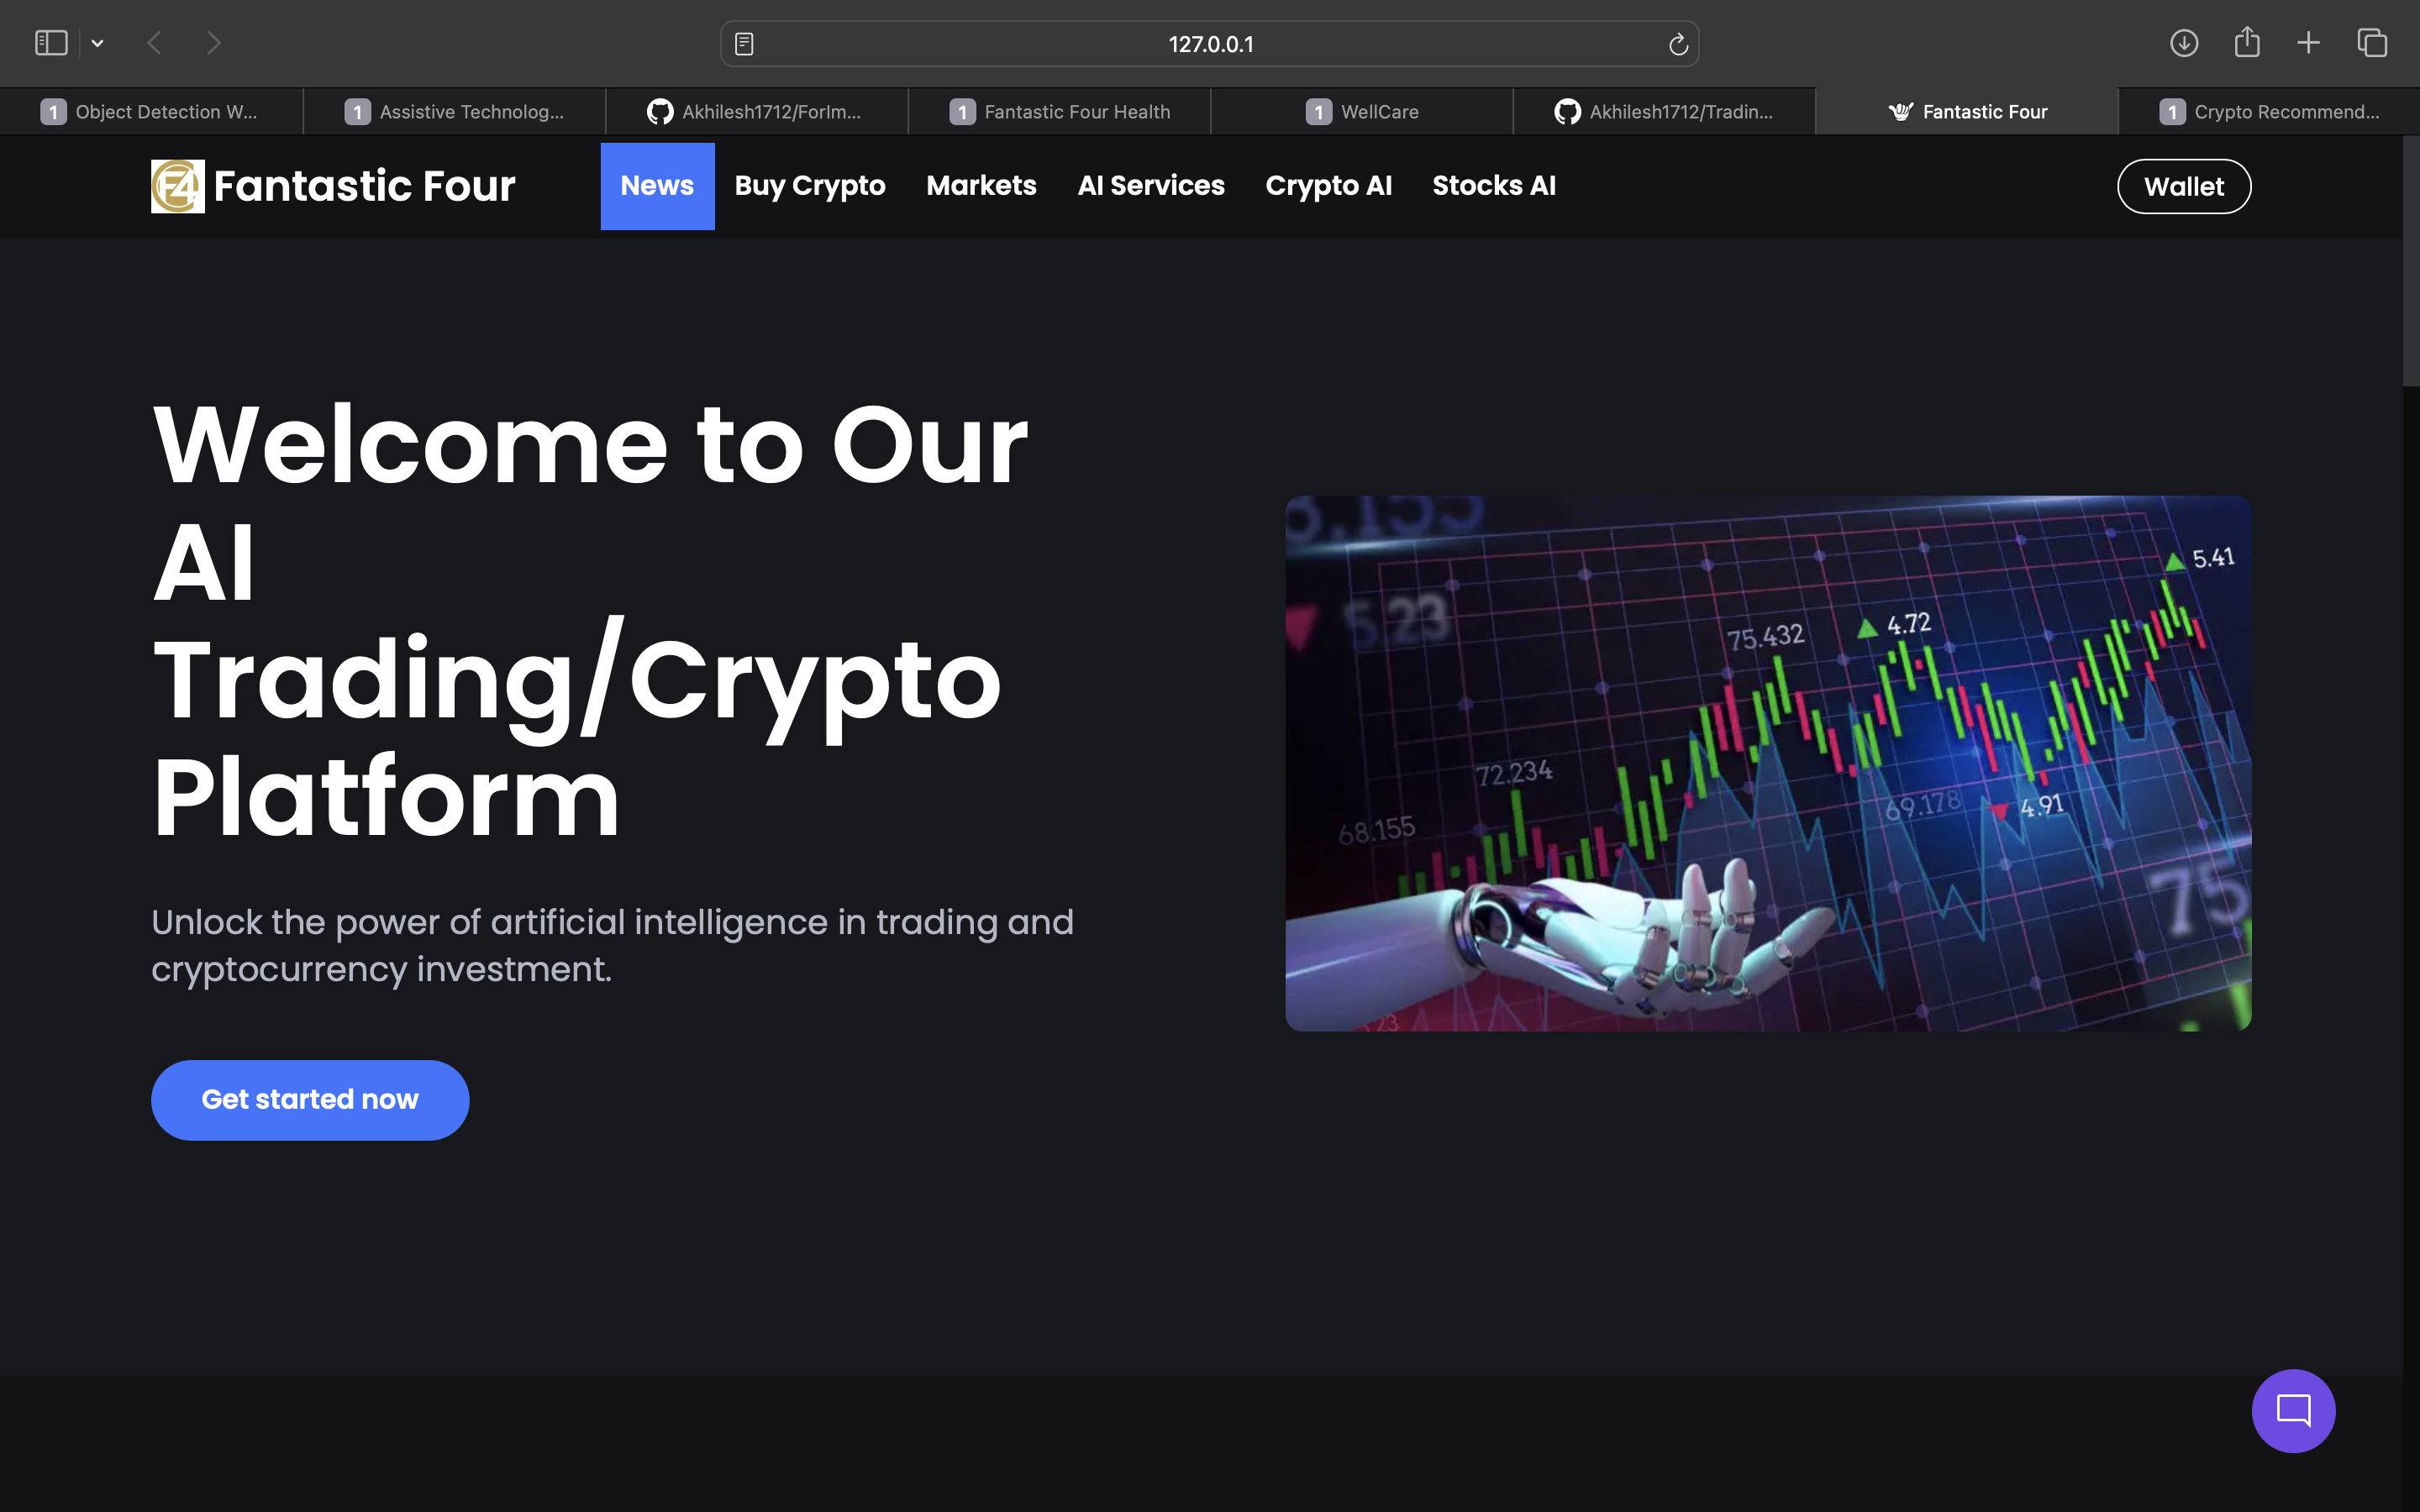 127.0.0.1
1 Object Detection W...
1 Assistive Technolog...
Akhilesh1712/ForIm...
1 Fantastic Four Health
1 WellCare
Akhilesh1712/Tradin...
Fantastic Four
1 Crypto Recommend...
F4 Fantastic Four
News
Buy Crypto
Markets
AI Services
Crypto AI
Stocks AI
Wallet
Welcome to Our
AI
Trading/Crypto
Platform
Unlock the power of artificial intelligence in trading and
cryptocurrency investment.
Get started now
5.41
5.23
75.432
4.72
72.234
68.155
69.178
4.91
75